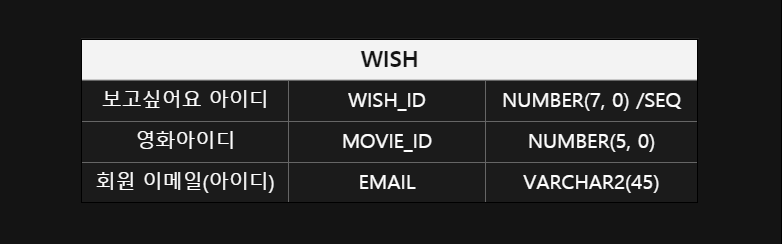 WISH
보고싶어요 아이디 WISH_ID NUMBER(7, 0) /SEQ
영화아이디 MOVIE_ID NUMBER(5, 0)
회원 이메일(아이디) EMAIL VARCHAR2(45)